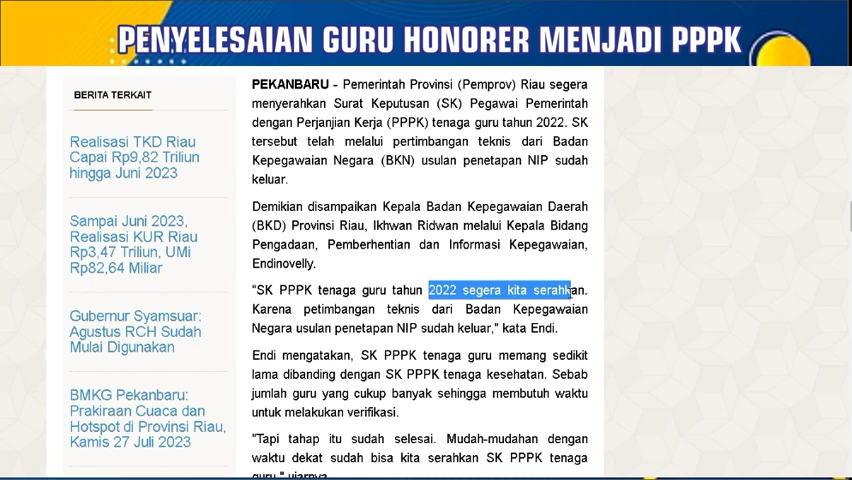 PENYELESAIAN GURU HONORER MENJADI PPPK
BERITA TERKAIT
Realisasi TKD Riau
Capai Rp9,82 Triliun
hingga Juni 2023
Sampai Juni 2023,
Realisasi KUR Riau
Rp3,47 Triliun, UMi
Rp82,64 Miliar
Gubernur Syamsuar:
Agustus RCH Sudah
Mulai Digunakan
BMKG Pekanbaru:
Prakiraan Cuaca dan
Hotspot di Provinsi Riau,
Kamis 27 Juli 2023
PEKANBARU - Pemerintah Provinsi (Pemprov) Riau segera
menyerahkan Surat Keputusan (SK) Pegawai Pemerintah
dengan Perjanjian Kerja (PPPK) tenaga guru tahun 2022. SK
tersebut telah melalui pertimbangan teknis dari Badan
Kepegawaian Negara (BKN) usulan penetapan NIP sudah
keluar.
Demikian disampaikan Kepala Badan Kepegawaian Daerah
(BKD) Provinsi Riau, Ikhwan Ridwan melalui Kepala Bidang
Pengadaan, Pemberhentian dan Informasi Kepegawaian,
Endinovelly.
"SK PPPK tenaga guru tahun 2022 segera kita serahkan.
Karena petimbangan teknis dari Badan Kepegawaian
Negara usulan penetapan NIP sudah keluar," kata Endi.
Endi mengatakan, SK PPPK tenaga guru memang sedikit
lama dibanding dengan SK PPPK tenaga kesehatan. Sebab
jumlah guru yang cukup banyak sehingga membutuh waktu
untuk melakukan verifikasi.
"Tapi tahap itu sudah selesai. Mudah-mudahan dengan
waktu dekat sudah bisa kita serahkan SK PPPK tenaga
guru," ujarnya.